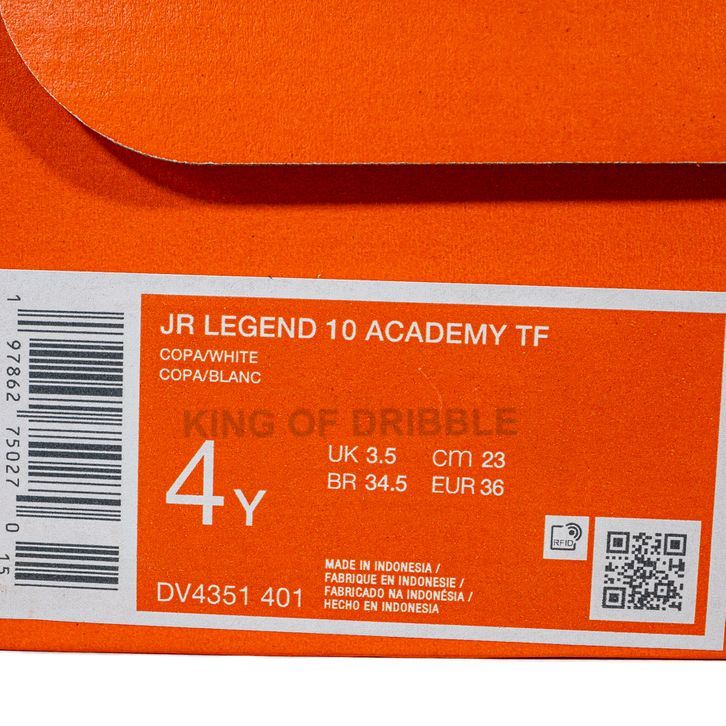 JR LEGEND 10 ACADEMY TF
COPA/WHITE
COPA/BLANC
KING OF DRIBBLE
4Y
UK 3.5 cm 23
BR 34.5 EUR 36
RFID
DV4351 401
MADE IN INDONESIA /
FABRIQUE EN INDONESIE /
FABRICADO NA INDONÉSIA /
HECHO EN INDONESIA
1 97862 75027 0 15